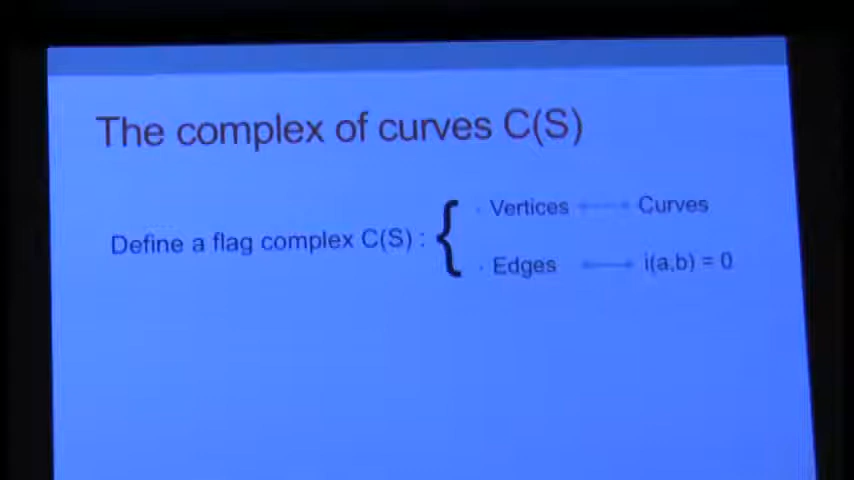 The complex of curves C(S)
Define a flag complex C(S) :
· Vertices ↔ Curves
· Edges ↔ i(a,b) = 0